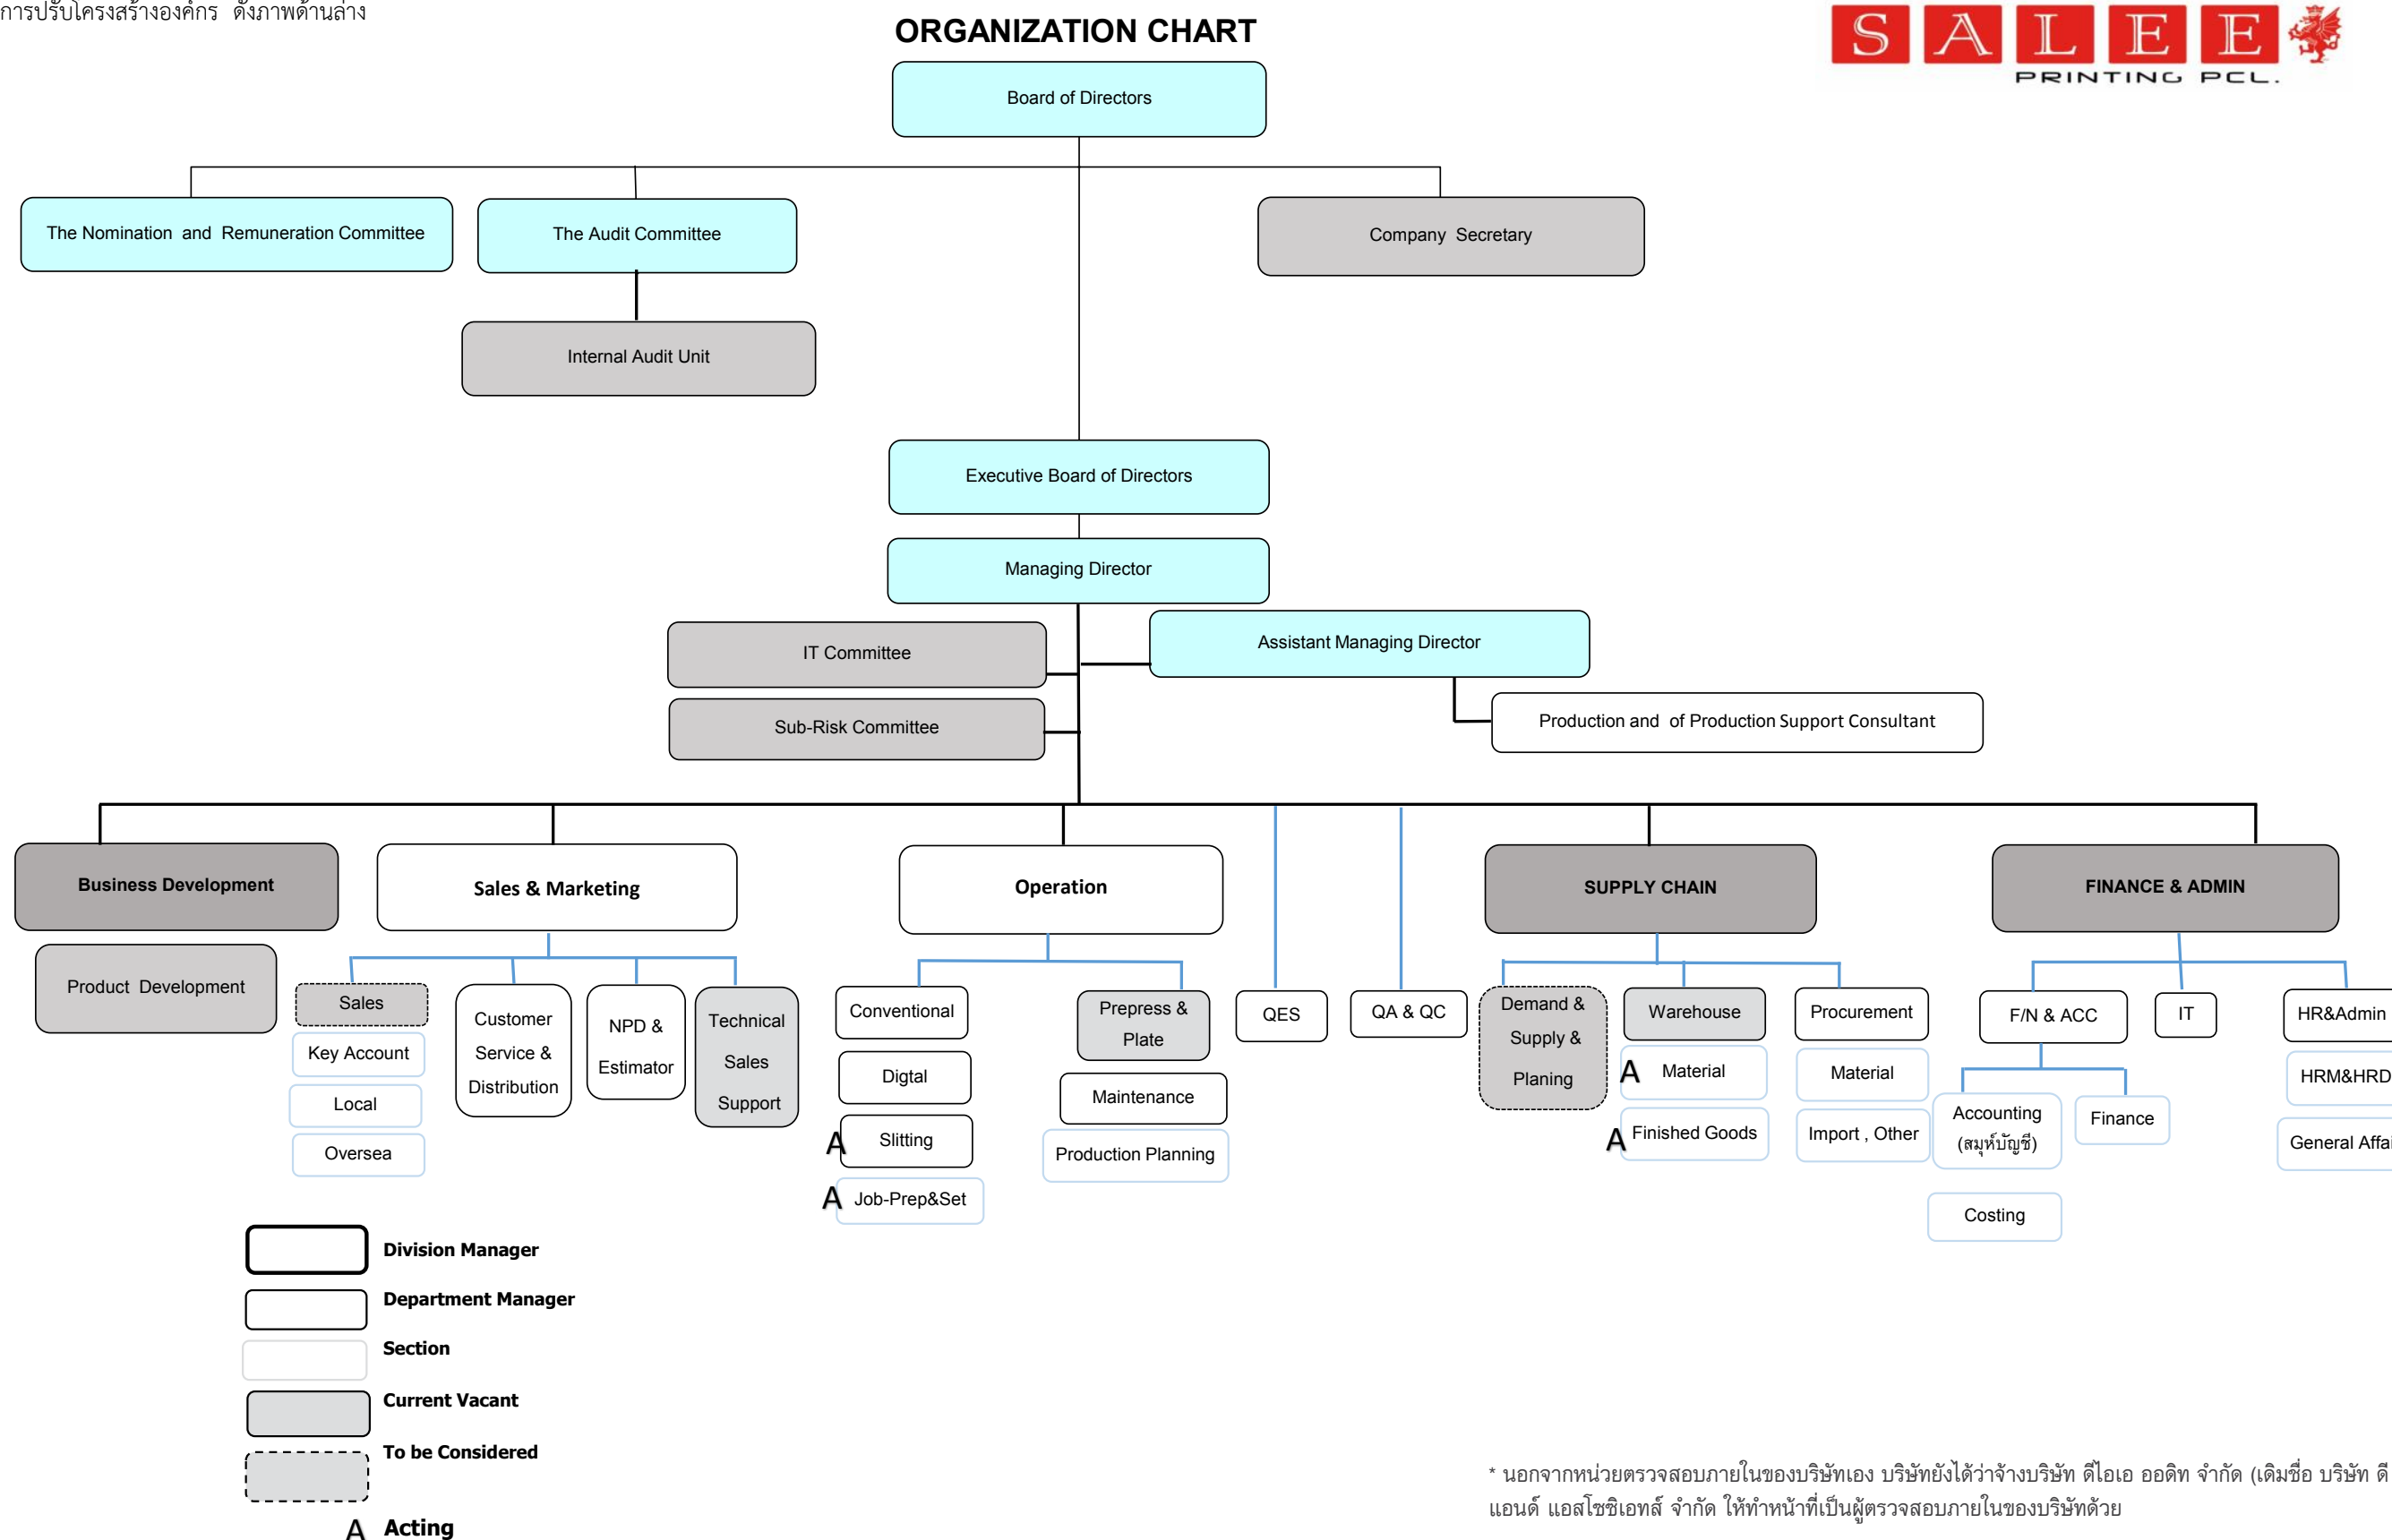 การปรับโครงสร้างองค์กร ดังภาพด้านล่าง
ORGANIZATION CHART
SALEE
PRINTING PCL.
Board of Directors
The Nomination and Remuneration Committee
The Audit Committee
Company Secretary
Internal Audit Unit
Executive Board of Directors
Managing Director
IT Committee
Assistant Managing Director
Sub-Risk Committee
Production and of Production Support Consultant
Business Development
Sales & Marketing
Operation
SUPPLY CHAIN
FINANCE & ADMIN
Product Development
Sales
Key Account
Local
Oversea
Customer
Service &
Distribution
NPD &
Estimator
Technical
Sales
Support
Conventional
Digtal
A Slitting
A Job-Prep&Set
Prepress &
Plate
Maintenance
Production Planning
QES
QA & QC
Demand &
Supply &
Planing
Warehouse
A Material
A Finished Goods
Procurement
Material
Import , Other
F/N & ACC
Accounting
(สมุห์บัญชี)
Finance
Costing
IT
HR&Admin
HRM&HRD
General Affai
Division Manager
Department Manager
Section
Current Vacant
To be Considered
A Acting
* นอกจากหน่วยตรวจสอบภายในของบริษัทเอง บริษัทยังได้ว่าจ้างบริษัท ดีไอเอ ออดิท จำกัด (เดิมชื่อ บริษัท ดี
แอนด์ แอสโซซิเอทส์ จำกัด ให้ทำหน้าที่เป็นผู้ตรวจสอบภายในของบริษัทด้วย